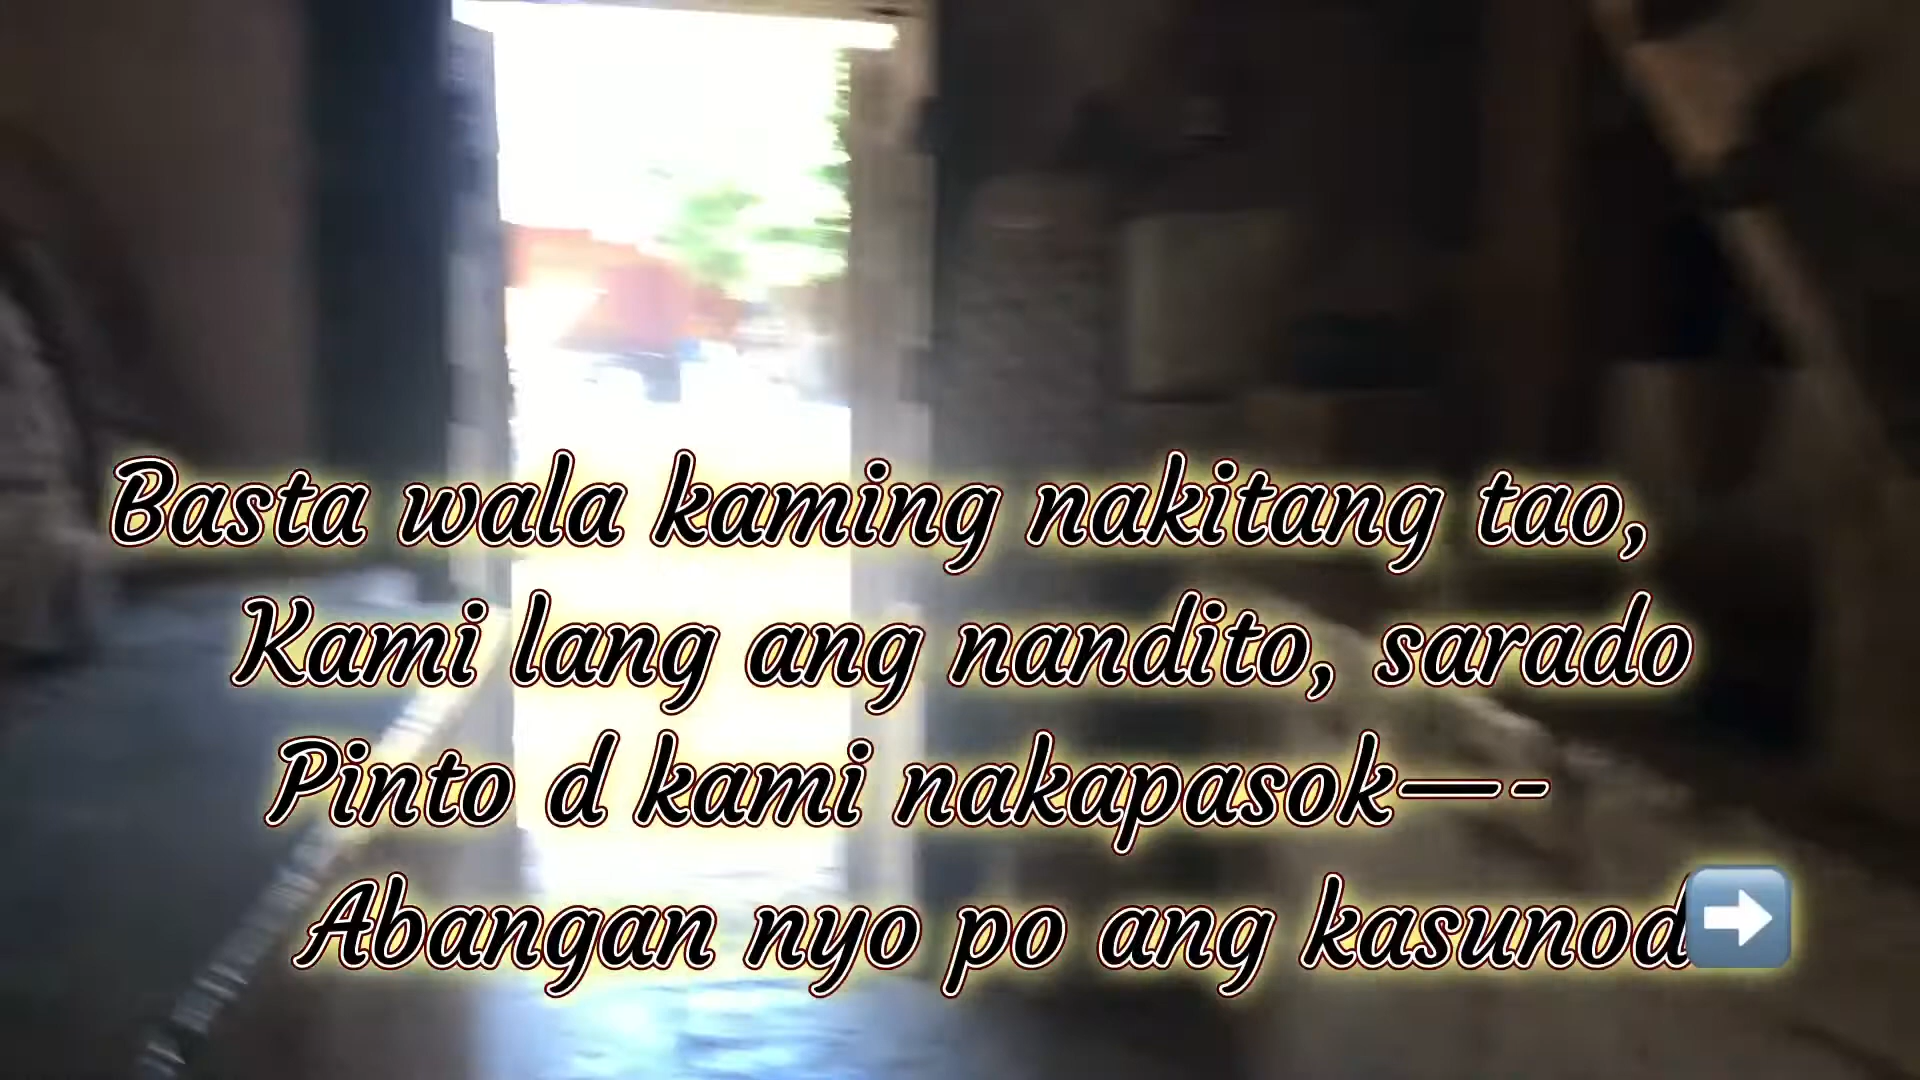 Basta wala kaming nakitang tao,
Kami lang ang nandito, sarado
Pinto d kami nakapasok—-
Abangan nyo po ang kasunod➡️